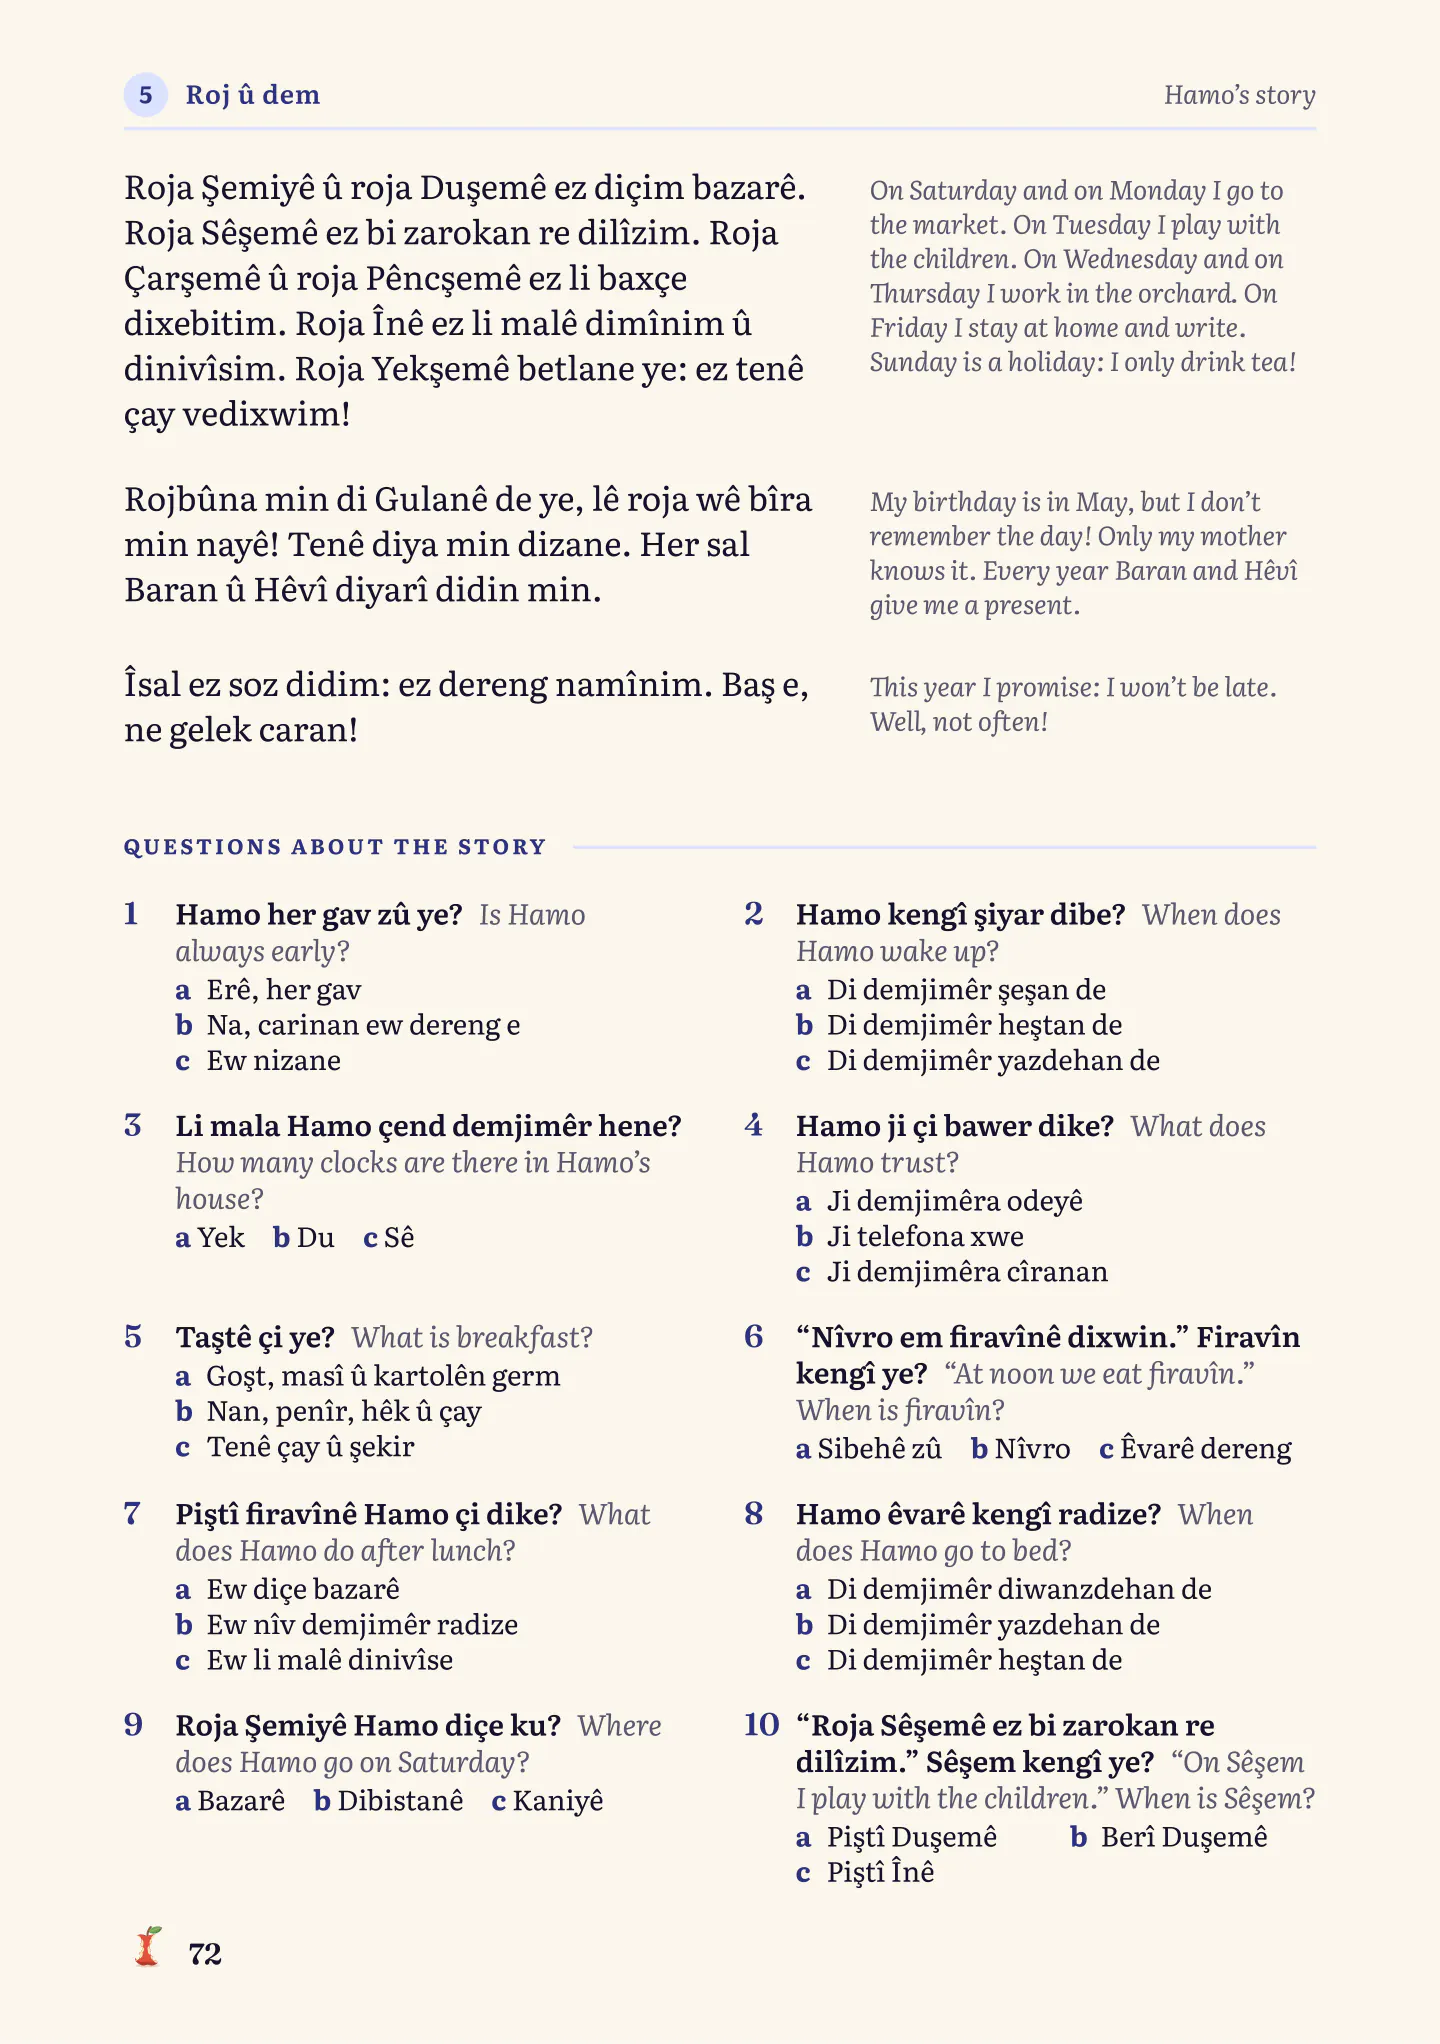 5 Roj û dem
Hamo’s story
Roja Şemiyê û roja Duşemê ez diçim bazarê.
Roja Sêşemê ez bi zarokan re dilîzim. Roja
Çarşemê û roja Pêncşemê ez li baxçe
dixebitim. Roja Înê ez li malê dimînim û
dinivîsim. Roja Yekşemê betlane ye: ez tenê
çay vedixwim!
On Saturday and on Monday I go to
the market. On Tuesday I play with
the children. On Wednesday and on
Thursday I work in the orchard. On
Friday I stay at home and write.
Sunday is a holiday: I only drink tea!
Rojbûna min di Gulanê de ye, lê roja wê bîra
min nayê! Tenê diya min dizane. Her sal
Baran û Hêvî diyarî didin min.
My birthday is in May, but I don’t
remember the day! Only my mother
knows it. Every year Baran and Hêvî
give me a present.
Îsal ez soz didim: ez dereng namînim. Baş e,
ne gelek caran!
This year I promise: I won’t be late.
Well, not often!
QUESTIONS ABOUT THE STORY
1 Hamo her gav zû ye? Is Hamo
always early?
a Erê, her gav
b Na, carinan ew dereng e
c Ew nizane
2 Hamo kengî şiyar dibe? When does
Hamo wake up?
a Di demjimêr şeşan de
b Di demjimêr heştan de
c Di demjimêr yazdehan de
3 Li mala Hamo çend demjimêr hene?
How many clocks are there in Hamo’s
house?
a Yek b Du c Sê
4 Hamo ji çi bawer dike? What does
Hamo trust?
a Ji demjimêra odeyê
b Ji telefona xwe
c Ji demjimêra cîranan
5 Taştê çi ye? What is breakfast?
a Goşt, masî û kartolên germ
b Nan, penîr, hêk û çay
c Tenê çay û şekir
6 “Nîvro em firavînê dixwin.” Firavîn
kengî ye? “At noon we eat firavîn.”
When is firavîn?
a Sibehê zû b Nîvro c Êvarê dereng
7 Piştî firavînê Hamo çi dike? What
does Hamo do after lunch?
a Ew diçe bazarê
b Ew nîv demjimêr radize
c Ew li malê dinivîse
8 Hamo êvarê kengî radize? When
does Hamo go to bed?
a Di demjimêr diwanzdehan de
b Di demjimêr yazdehan de
c Di demjimêr heştan de
9 Roja Şemiyê Hamo diçe ku? Where
does Hamo go on Saturday?
a Bazarê b Dibistanê c Kaniyê
10 “Roja Sêşemê ez bi zarokan re
dilîzim.” Sêşem kengî ye? “On Sêşem
I play with the children.” When is Sêşem?
a Piştî Duşemê b Berî Duşemê
c Piştî Înê
72